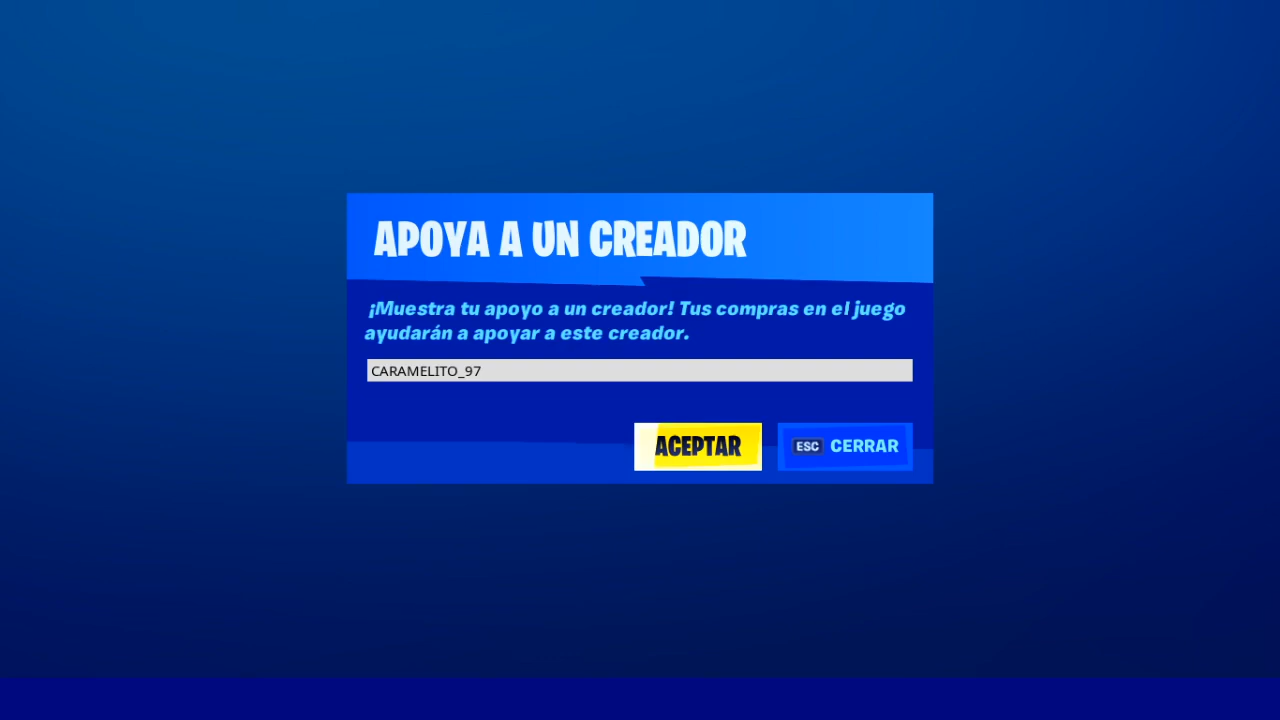 APOYA A UN CREADOR
¡Muestra tu apoyo a un creador! Tus compras en el juego
ayudarán a apoyar a este creador.
CARAMELITO_97
ACEPTAR
ESC CERRAR